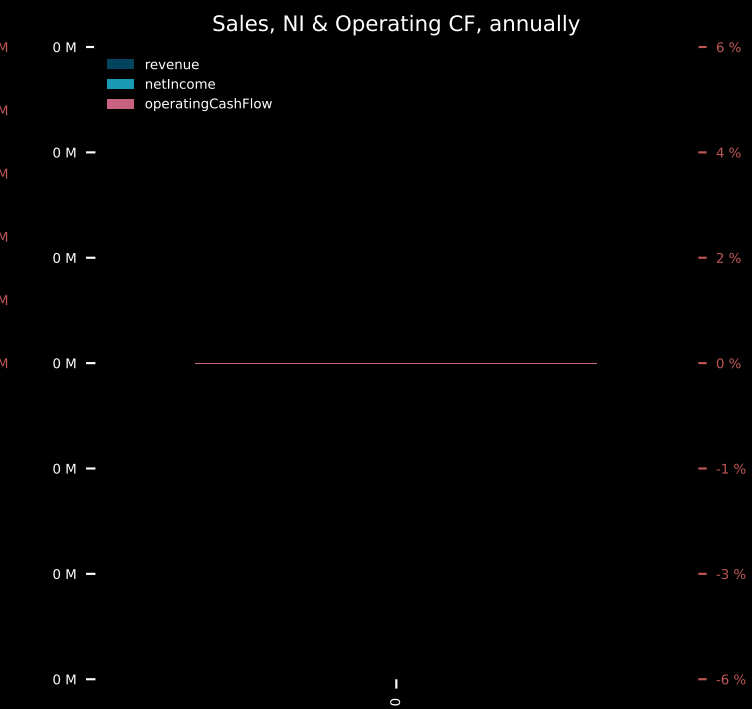 Sales, NI & Operating CF, annually
M
0 M
6 %
revenue
netIncome
operatingCashFlow
M
0 M
4 %
M
M
0 M
2 %
M
M
0 M
0 %
0 M
-1 %
0 M
-3 %
0 M
-6 %
0